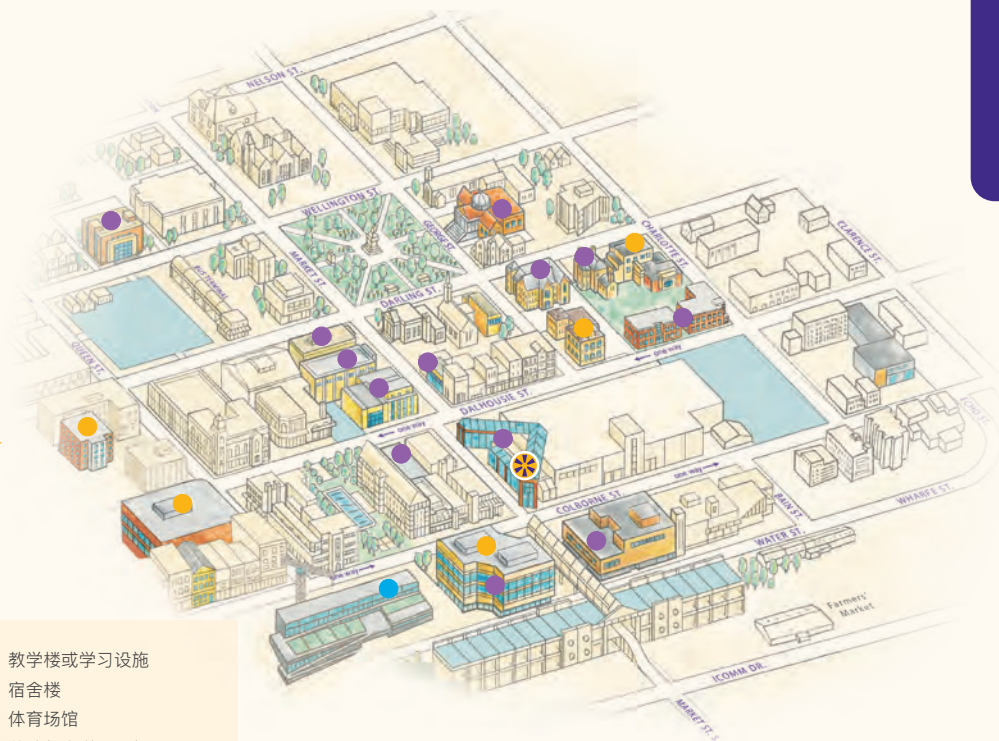 NELSON ST.
WELLINGTON ST.
GEORGE ST.
CHARLOTTE ST.
CLARENCE ST.
MARKET ST.
BUS TERMINAL
DARLING ST.
QUEEN ST.
one way
DALHOUSIE ST.
one way
one way
COLBORNE ST.
BAIN ST.
WHARFE ST.
WATER ST.
one way
Farmers'
Market
ICOMM DR.
MARKET ST. S
教学楼或学习设施
宿舍楼
体育场馆